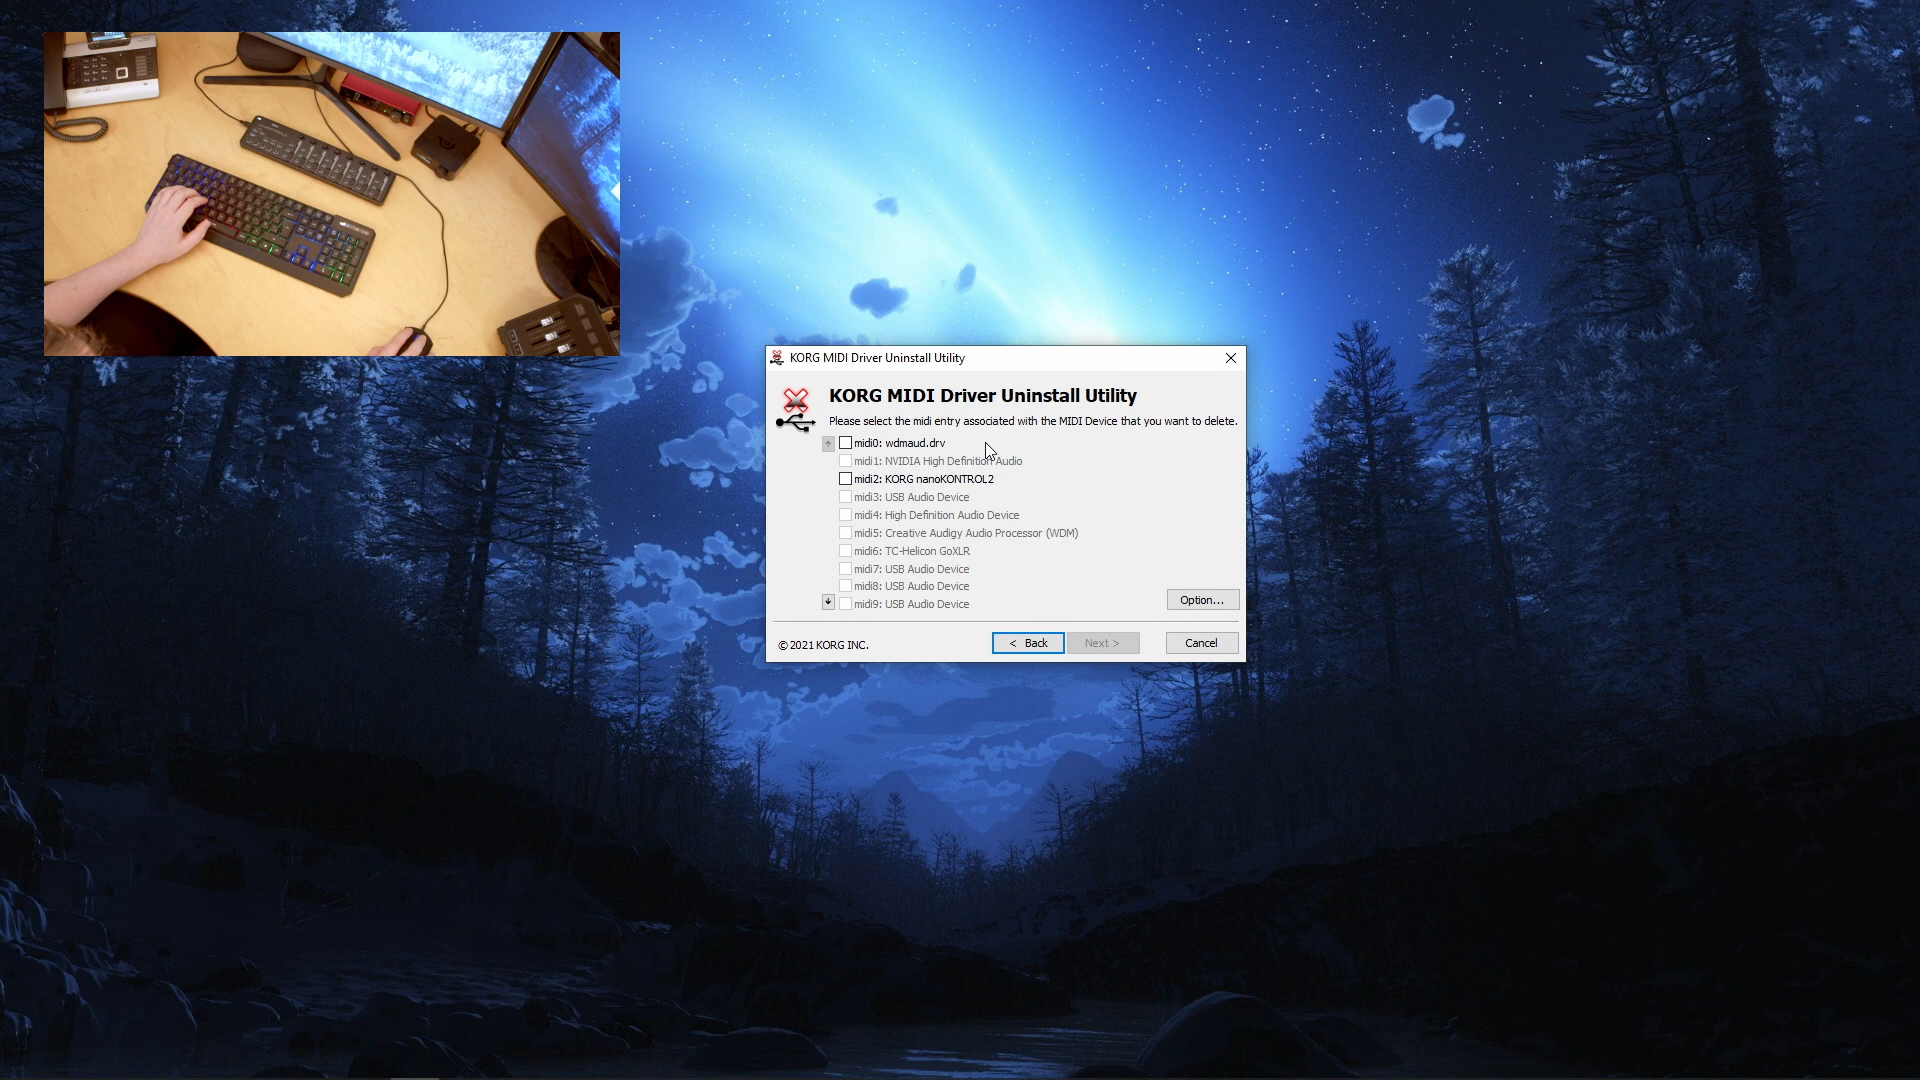 KORG MIDI Driver Uninstall Utility
KORG MIDI Driver Uninstall Utility
Please select the midi entry associated with the MIDI Device that you want to delete.
midi0: wdmaud.drv
midi1: NVIDIA High Definition Audio
midi2: KORG nanoKONTROL2
midi3: USB Audio Device
midi4: High Definition Audio Device
midi5: Creative Audigy Audio Processor (WDM)
midi6: TC-Helicon GoXLR
midi7: USB Audio Device
midi8: USB Audio Device
midi9: USB Audio Device
Option...
© 2021 KORG INC.
< Back
Next >
Cancel